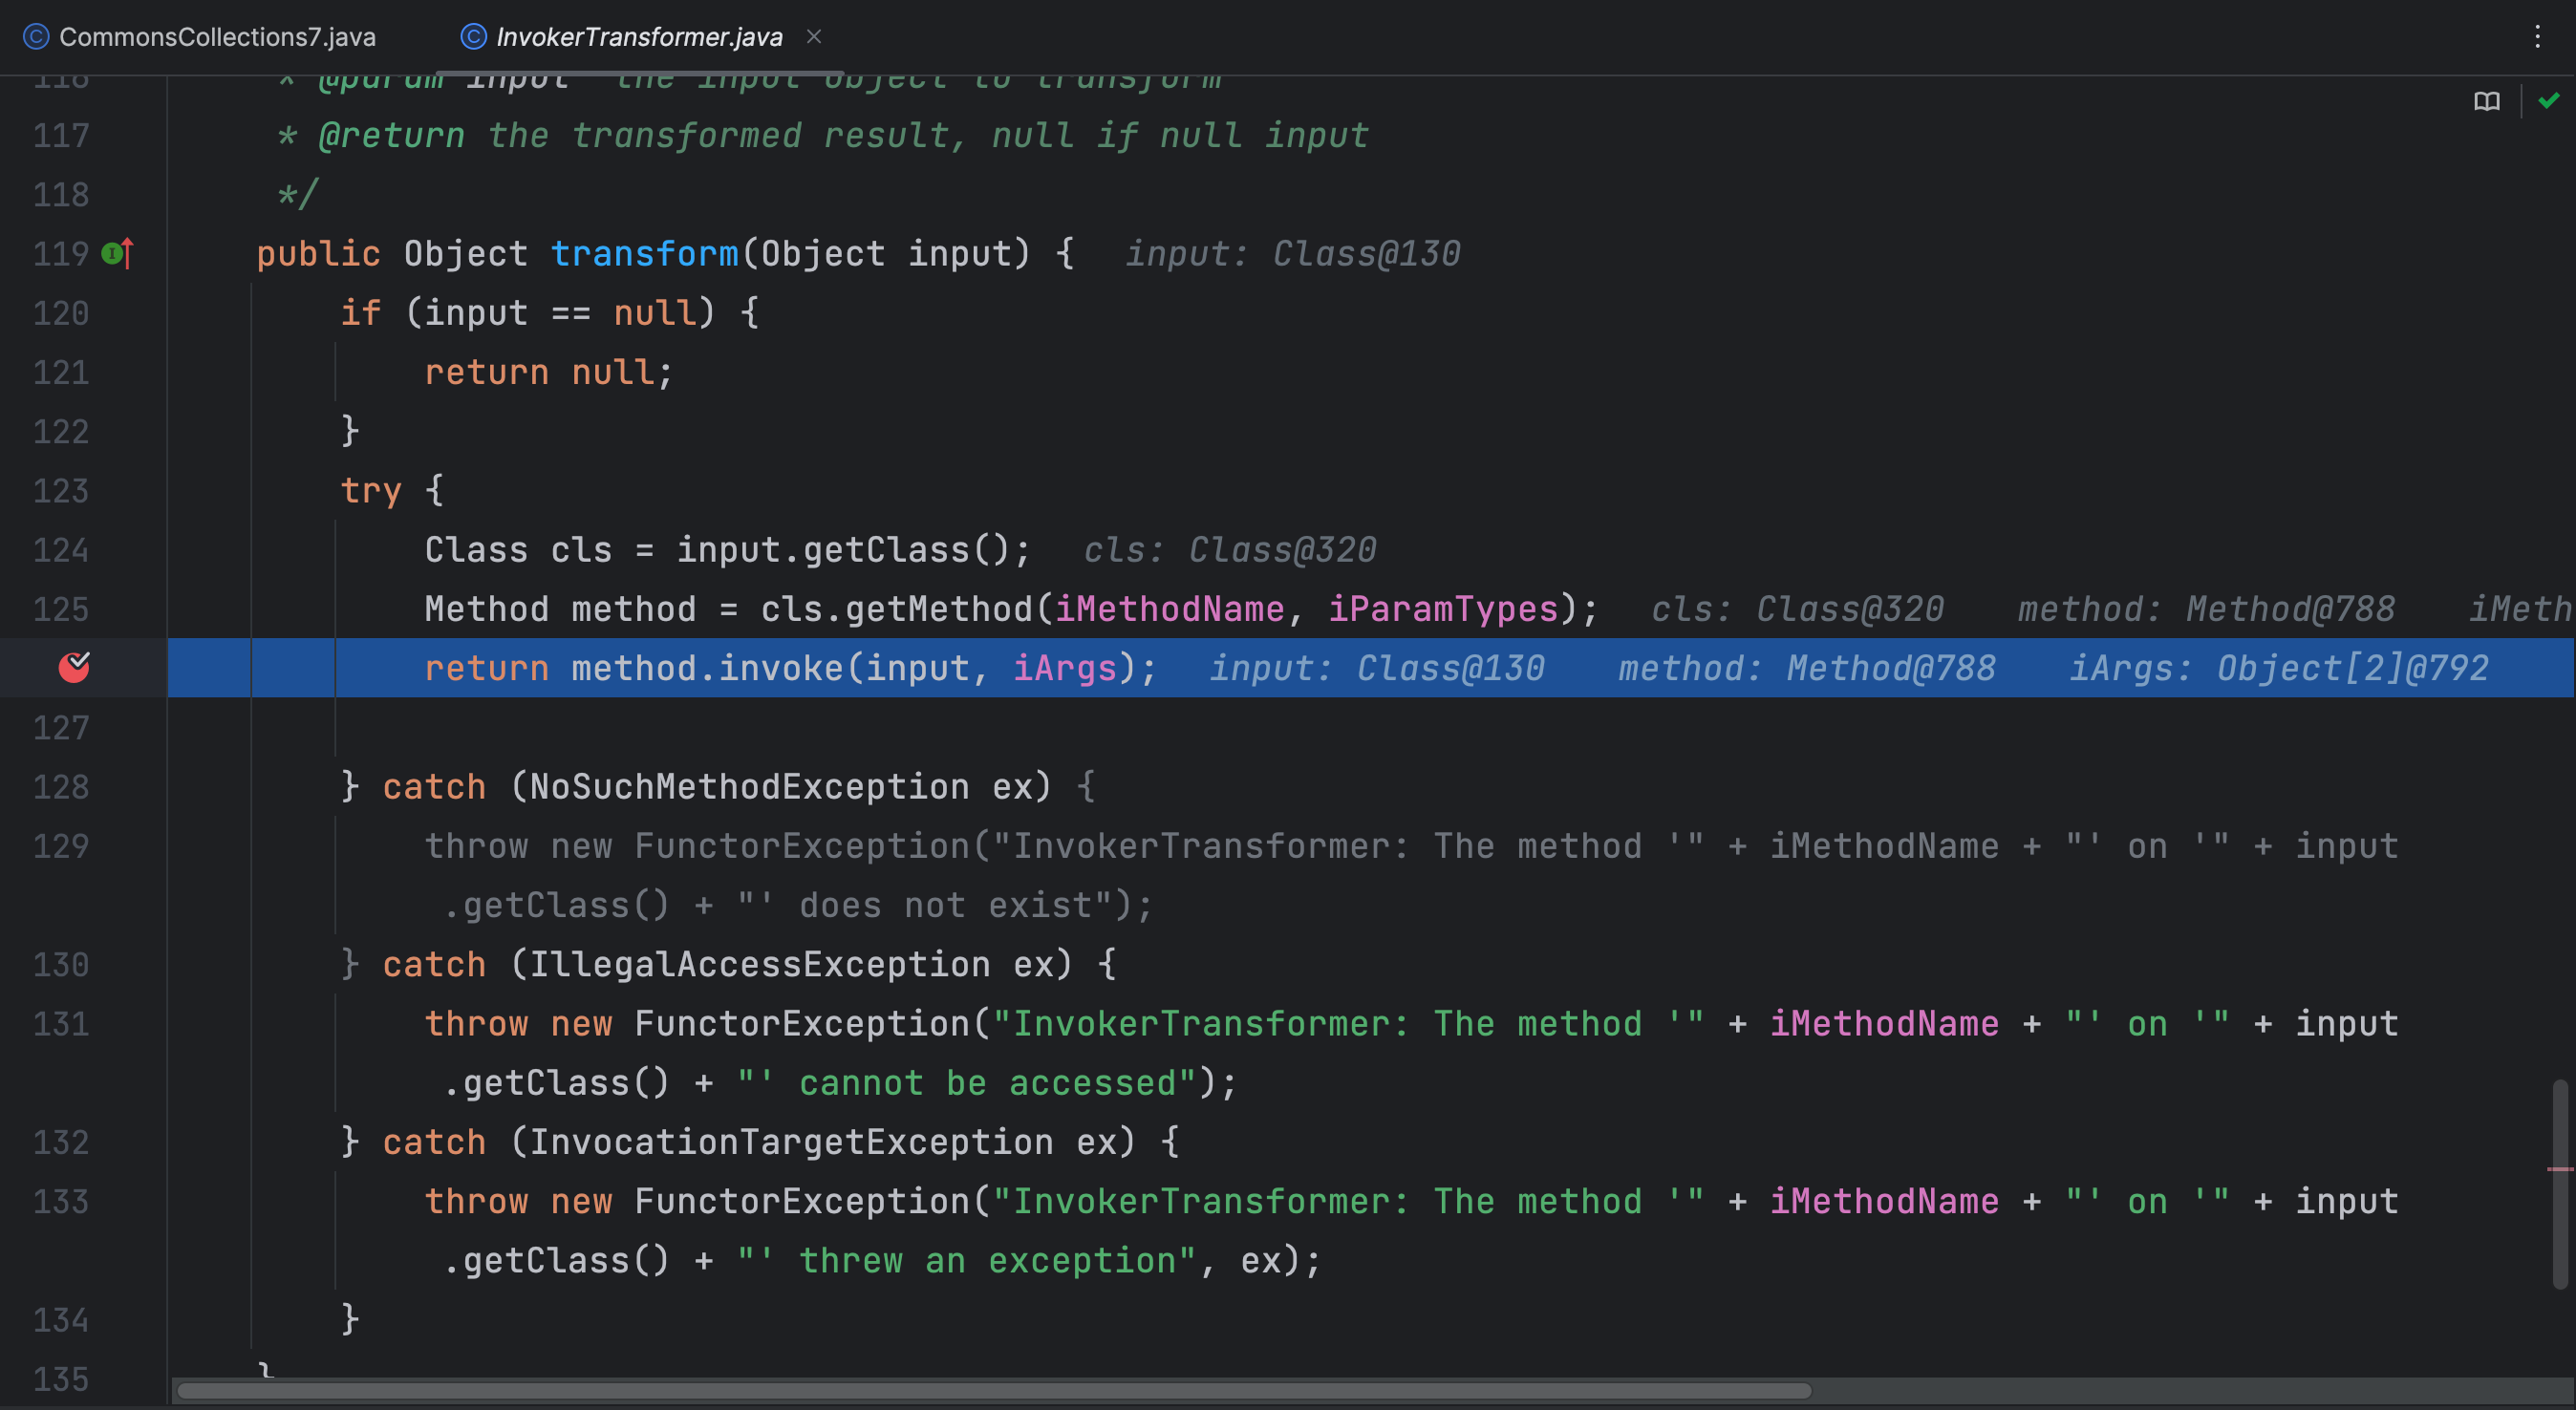 CommonsCollections7.java InvokerTransformer.java
116 * @param input the input object to transform
117 * @return the transformed result, null if null input
118 */
119 public Object transform(Object input) { input: Class@130
120 if (input == null) {
121 return null;
122 }
123 try {
124 Class cls = input.getClass(); cls: Class@320
125 Method method = cls.getMethod(iMethodName, iParamTypes); cls: Class@320 method: Method@788 iMeth
return method.invoke(input, iArgs); input: Class@130 method: Method@788 iArgs: Object[2]@792
127
128 } catch (NoSuchMethodException ex) {
129 throw new FunctorException("InvokerTransformer: The method '" + iMethodName + "' on '" + input
.getClass() + "' does not exist");
130 } catch (IllegalAccessException ex) {
131 throw new FunctorException("InvokerTransformer: The method '" + iMethodName + "' on '" + input
.getClass() + "' cannot be accessed");
132 } catch (InvocationTargetException ex) {
133 throw new FunctorException("InvokerTransformer: The method '" + iMethodName + "' on '" + input
.getClass() + "' threw an exception", ex);
134 }
135 }